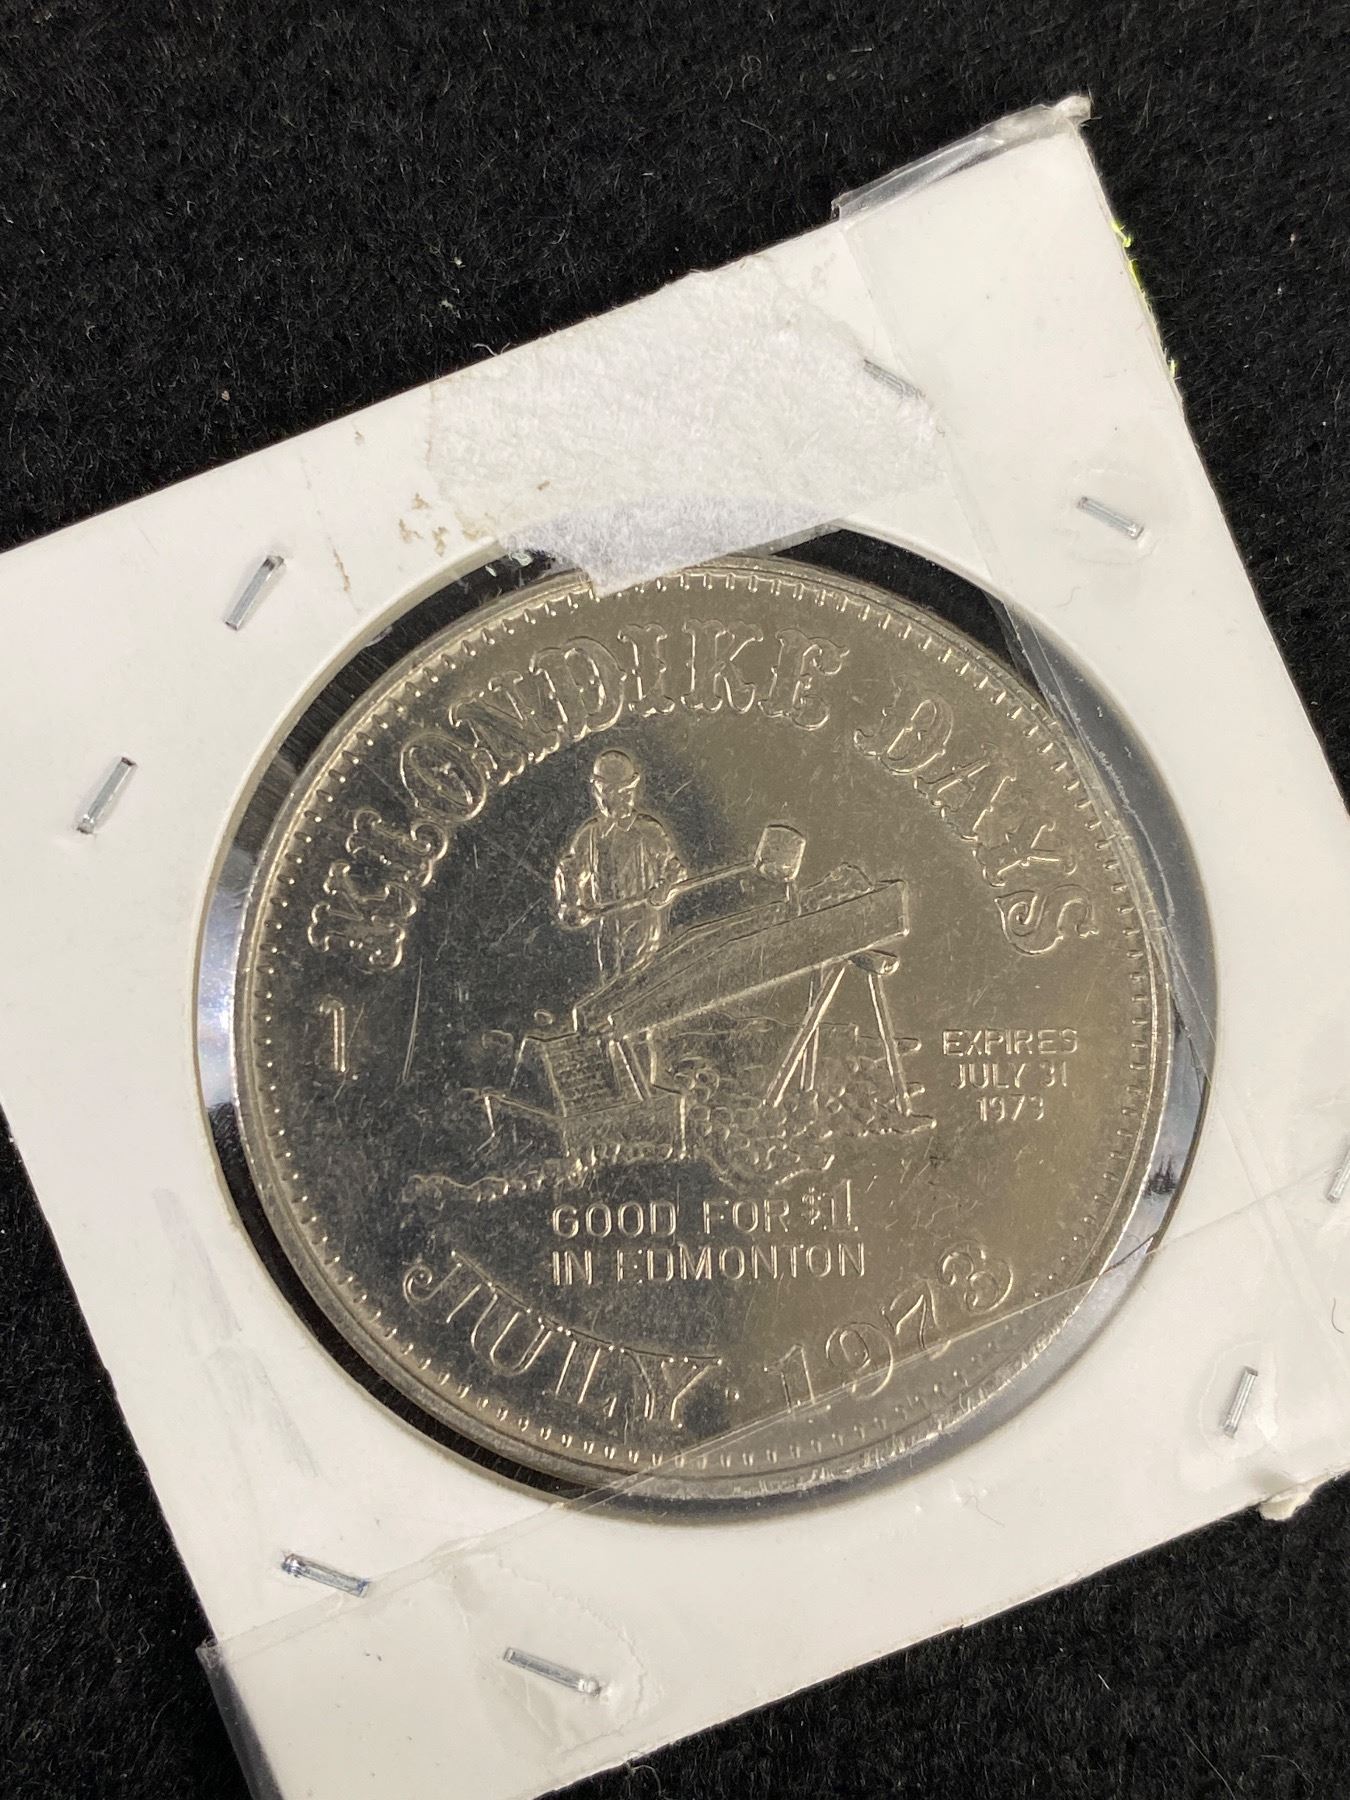 KLONDIKE DAYS
1
EXPIRES
JULY 31
1973
GOOD FOR $1
IN EDMONTON
JULY 1973